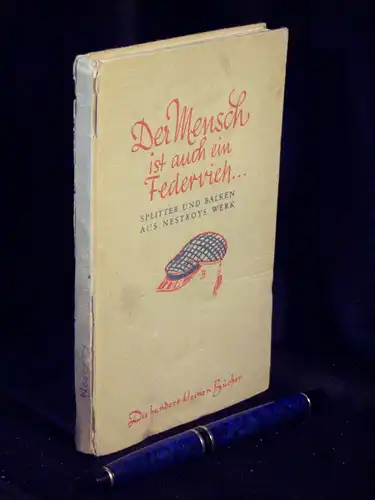 Der Mensch
ist auch ein
Federvieh...
SPLITTER UND BALKEN
AUS NESTROYS WERK
Die hundert kleinen Bücher